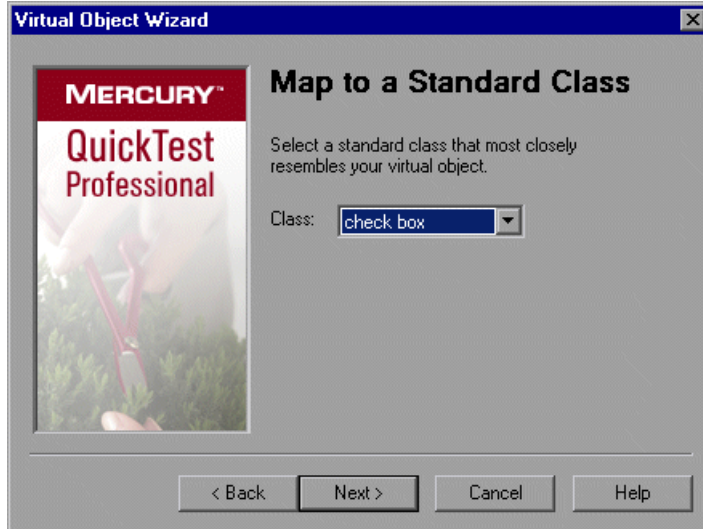 Virtual Object Wizard
MERCURY™
QuickTest
Professional
Map to a Standard Class
Select a standard class that most closely
resembles your virtual object.
Class: check box
< Back Next > Cancel Help